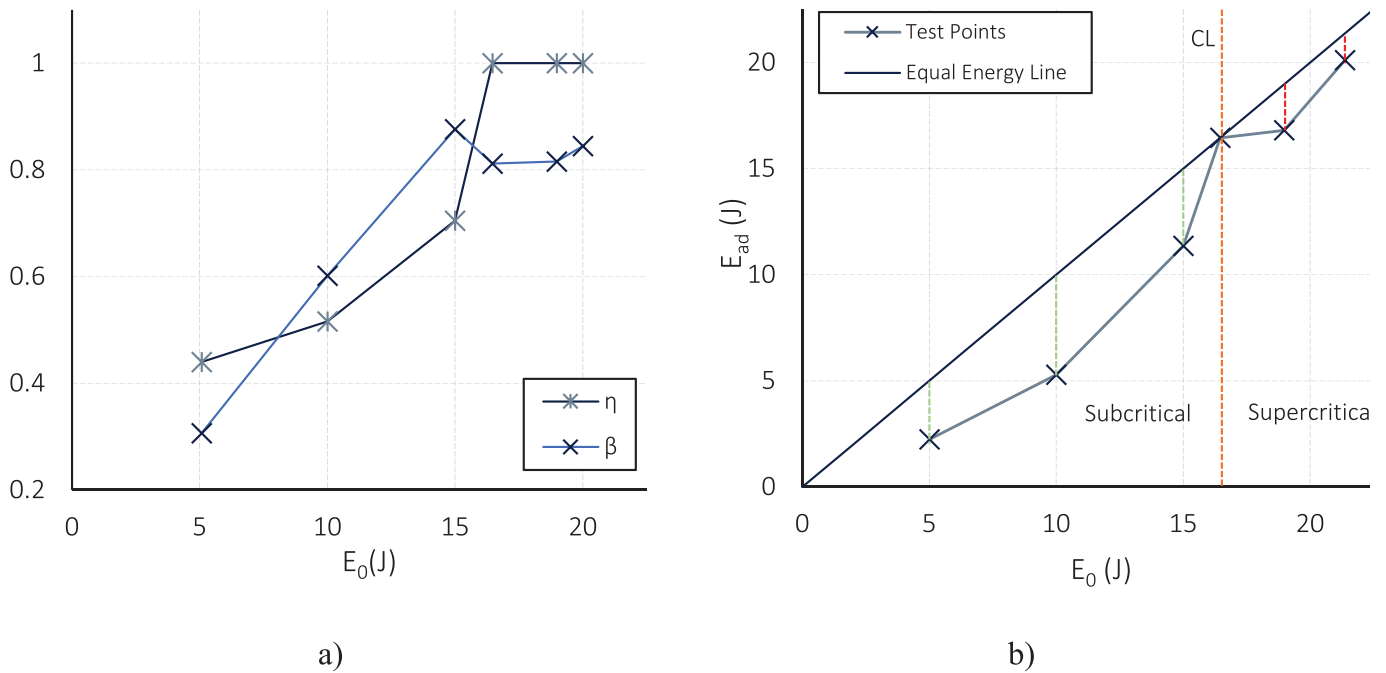 1
0.8
0.6
0.4
0.2
0 5 10 15 20
E0(J)
η
β
a)
Test Points
Equal Energy Line
CL
20
15
10
5
0
Ead (J)
Subcritical
Supercritica
0 5 10 15 20
E0 (J)
b)